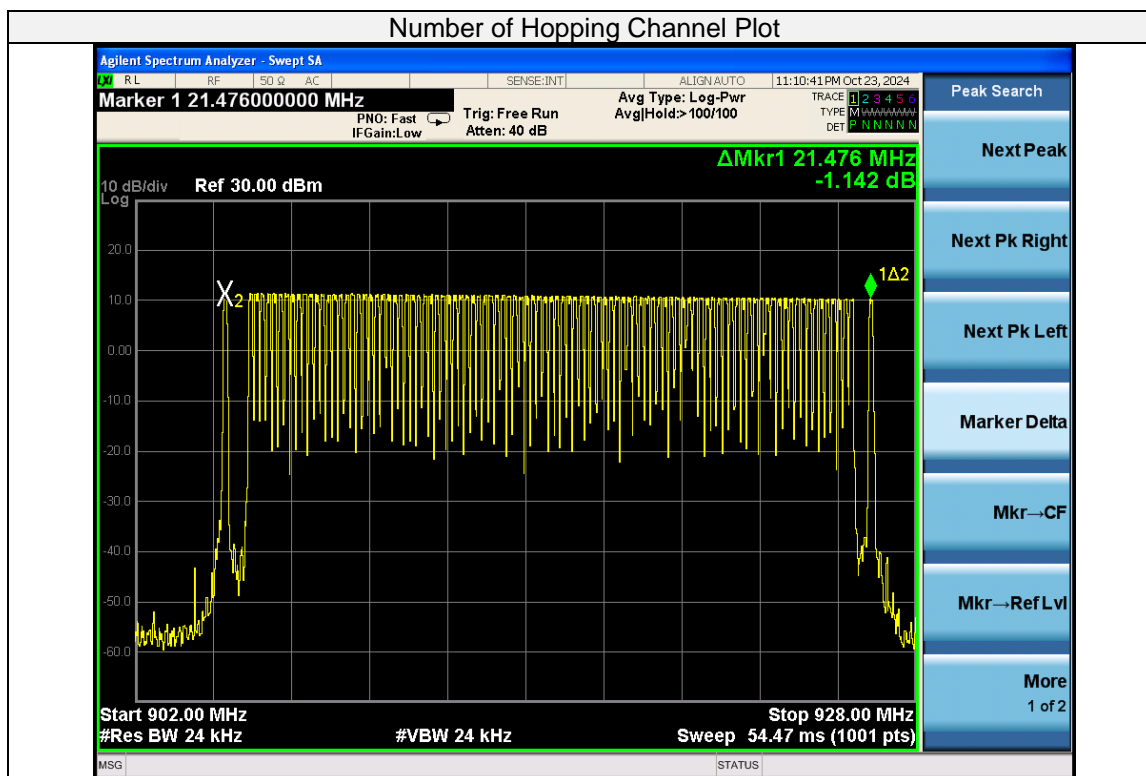 Number of Hopping Channel Plot
Agilent Spectrum Analyzer - Swept SA
LXI RL RF 50 Ω AC SENSE:INT ALIGN AUTO 11:10:41 PM Oct 23, 2024
Marker 1 21.476000000 MHz
PNO: Fast
IFGain:Low
Trig: Free Run
Atten: 40 dB
Avg Type: Log-Pwr
Avg|Hold:>100/100
TRACE 1 2 3 4 5 6
TYPE M
DET P N N N N N
ΔMkr1 21.476 MHz
-1.142 dB
10 dB/div Ref 30.00 dBm
Log
20.0
10.0
0.00
-10.0
-20.0
-30.0
-40.0
-50.0
-60.0
X2
1Δ2
Start 902.00 MHz Stop 928.00 MHz
#Res BW 24 kHz #VBW 24 kHz Sweep 54.47 ms (1001 pts)
MSG STATUS
Peak Search
Next Peak
Next Pk Right
Next Pk Left
Marker Delta
Mkr→CF
Mkr→Ref Lvl
More
1 of 2